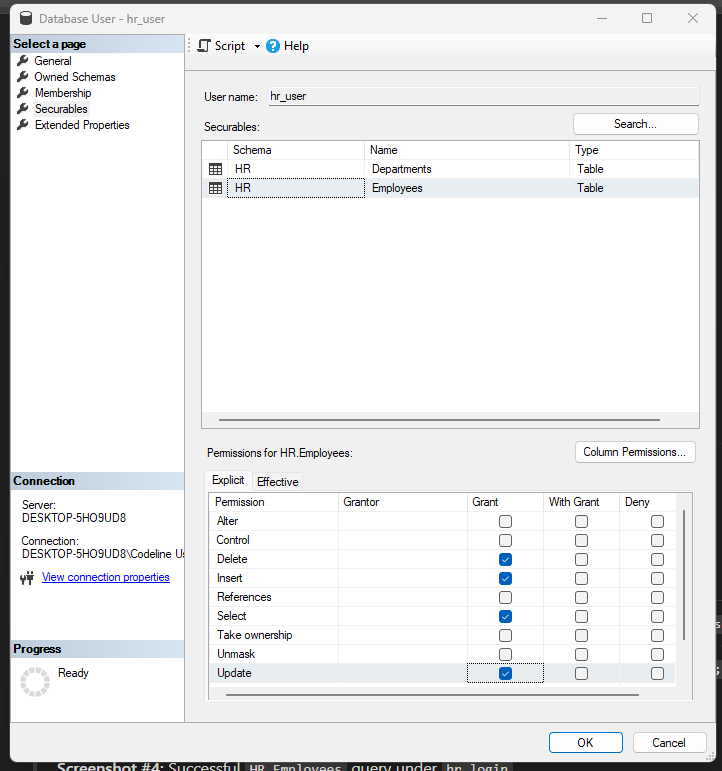 Database User - hr_user
Select a page
General
Owned Schemas
Membership
Securables
Extended Properties
Script
Help
User name: hr_user
Securables: Search...
Schema Name Type
HR Departments Table
HR Employees Table
Permissions for HR.Employees: Column Permissions...
Explicit Effective
Permission Grantor Grant With Grant Deny
Alter
Control
Delete
Insert
References
Select
Take ownership
Unmask
Update
Connection
Server:
DESKTOP-5HO9UD8
Connection:
DESKTOP-5HO9UD8\Codeline Us
View connection properties
Progress
Ready
OK Cancel
Screenshot #4: Successful HR.Employees query under hr_login